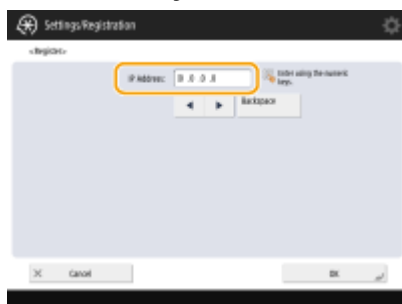 Settings/Registration
<Register>
IP Address: 0 .0 .0 .0
Enter using the numeric
keys.
◀ ▶ Backspace
× Cancel
OK